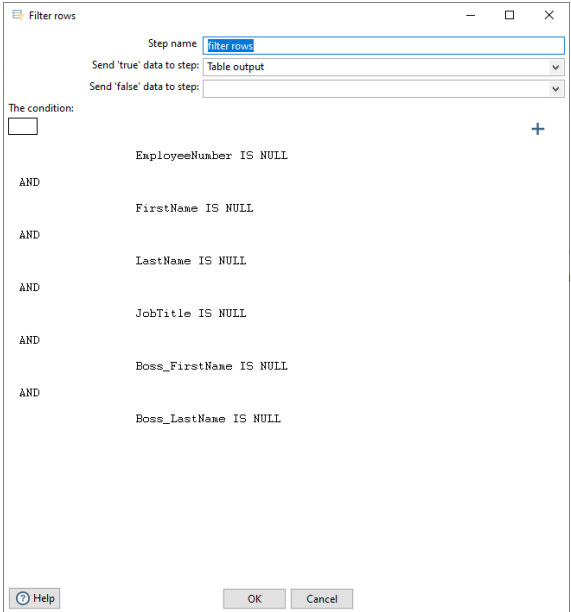 Filter rows
Step name filter rows
Send 'true' data to step: Table output
Send 'false' data to step:
The condition:
+
EmployeeNumber IS NULL
AND
FirstName IS NULL
AND
LastName IS NULL
AND
JobTitle IS NULL
AND
Boss_FirstName IS NULL
AND
Boss_LastName IS NULL
? Help OK Cancel